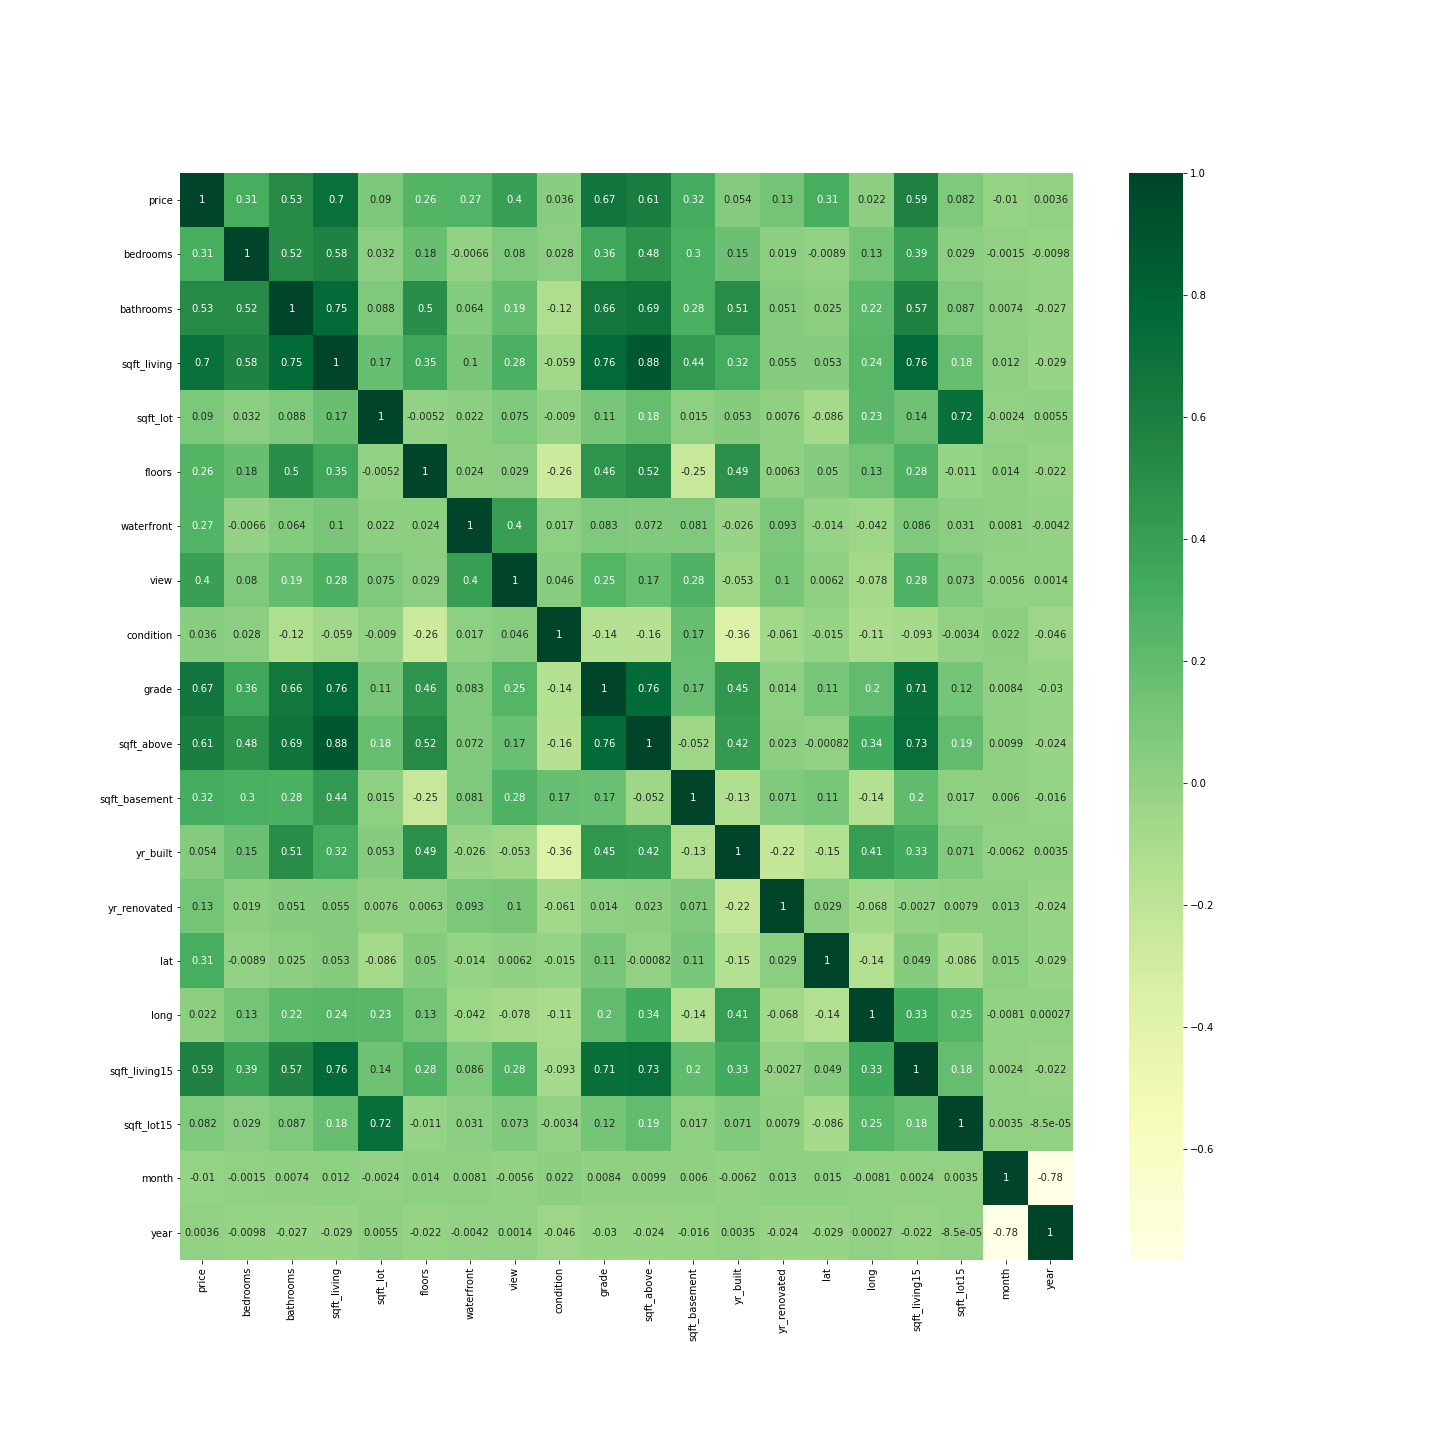 price 1 0.31 0.53 0.7 0.09 0.26 0.27 0.4 0.036 0.67 0.61 0.32 0.054 0.13 0.31 0.022 0.59 0.082 -0.01 0.0036
bedrooms 0.31 1 0.52 0.58 0.032 0.18 -0.0066 0.08 0.028 0.36 0.48 0.3 0.15 0.019 -0.0089 0.13 0.39 0.029 -0.0015 -0.0098
bathrooms 0.53 0.52 1 0.75 0.088 0.5 0.064 0.19 -0.12 0.66 0.69 0.28 0.51 0.051 0.025 0.22 0.57 0.087 0.0074 -0.027
sqft_living 0.7 0.58 0.75 1 0.17 0.35 0.1 0.28 -0.059 0.76 0.88 0.44 0.32 0.055 0.053 0.24 0.76 0.18 0.012 -0.029
sqft_lot 0.09 0.032 0.088 0.17 1 -0.0052 0.022 0.075 -0.009 0.11 0.18 0.015 0.053 0.0076 -0.086 0.23 0.14 0.72 -0.0024 0.0055
floors 0.26 0.18 0.5 0.35 -0.0052 1 0.024 0.029 -0.26 0.46 0.52 -0.25 0.49 0.0063 0.05 0.13 0.28 -0.011 0.014 -0.022
waterfront 0.27 -0.0066 0.064 0.1 0.022 0.024 1 0.4 0.017 0.083 0.072 0.081 -0.026 0.093 -0.014 -0.042 0.086 0.031 0.0081 -0.0042
view 0.4 0.08 0.19 0.28 0.075 0.029 0.4 1 0.046 0.25 0.17 0.28 -0.053 0.1 0.0062 -0.078 0.28 0.073 -0.0056 0.0014
condition 0.036 0.028 -0.12 -0.059 -0.009 -0.26 0.017 0.046 1 -0.14 -0.16 0.17 -0.36 -0.061 -0.015 -0.11 -0.093 -0.0034 0.022 -0.046
grade 0.67 0.36 0.66 0.76 0.11 0.46 0.083 0.25 -0.14 1 0.76 0.17 0.45 0.014 0.11 0.2 0.71 0.12 0.0084 -0.03
sqft_above 0.61 0.48 0.69 0.88 0.18 0.52 0.072 0.17 -0.16 0.76 1 -0.052 0.42 0.023 -0.00082 0.34 0.73 0.19 0.0099 -0.024
sqft_basement 0.32 0.3 0.28 0.44 0.015 -0.25 0.081 0.28 0.17 0.17 -0.052 1 -0.13 0.071 0.11 -0.14 0.2 0.017 0.006 -0.016
yr_built 0.054 0.15 0.51 0.32 0.053 0.49 -0.026 -0.053 -0.36 0.45 0.42 -0.13 1 -0.22 -0.15 0.41 0.33 0.071 -0.0062 0.0035
yr_renovated 0.13 0.019 0.051 0.055 0.0076 0.0063 0.093 0.1 -0.061 0.014 0.023 0.071 -0.22 1 0.029 -0.068 -0.0027 0.0079 0.013 -0.024
lat 0.31 -0.0089 0.025 0.053 -0.086 0.05 -0.014 0.0062 -0.015 0.11 -0.00082 0.11 -0.15 0.029 1 -0.14 0.049 -0.086 0.015 -0.029
long 0.022 0.13 0.22 0.24 0.23 0.13 -0.042 -0.078 -0.11 0.2 0.34 -0.14 0.41 -0.068 -0.14 1 0.33 0.25 -0.0081 0.00027
sqft_living15 0.59 0.39 0.57 0.76 0.14 0.28 0.086 0.28 -0.093 0.71 0.73 0.2 0.33 -0.0027 0.049 0.33 1 0.18 0.0024 -0.022
sqft_lot15 0.082 0.029 0.087 0.18 0.72 -0.011 0.031 0.073 -0.0034 0.12 0.19 0.017 0.071 0.0079 -0.086 0.25 0.18 1 0.0035 -8.5e-05
month -0.01 -0.0015 0.0074 0.012 -0.0024 0.014 0.0081 -0.0056 0.022 0.0084 0.0099 0.006 -0.0062 0.013 0.015 -0.0081 0.0024 0.0035 1 -0.78
year 0.0036 -0.0098 -0.027 -0.029 0.0055 -0.022 -0.0042 0.0014 -0.046 -0.03 -0.024 -0.016 0.0035 -0.024 -0.029 0.00027 -0.022 -8.5e-05 -0.78 1
price bedrooms bathrooms sqft_living sqft_lot floors waterfront view condition grade sqft_above sqft_basement yr_built yr_renovated lat long sqft_living15 sqft_lot15 month year
1.0
0.8
0.6
0.4
0.2
0.0
−0.2
−0.4
−0.6